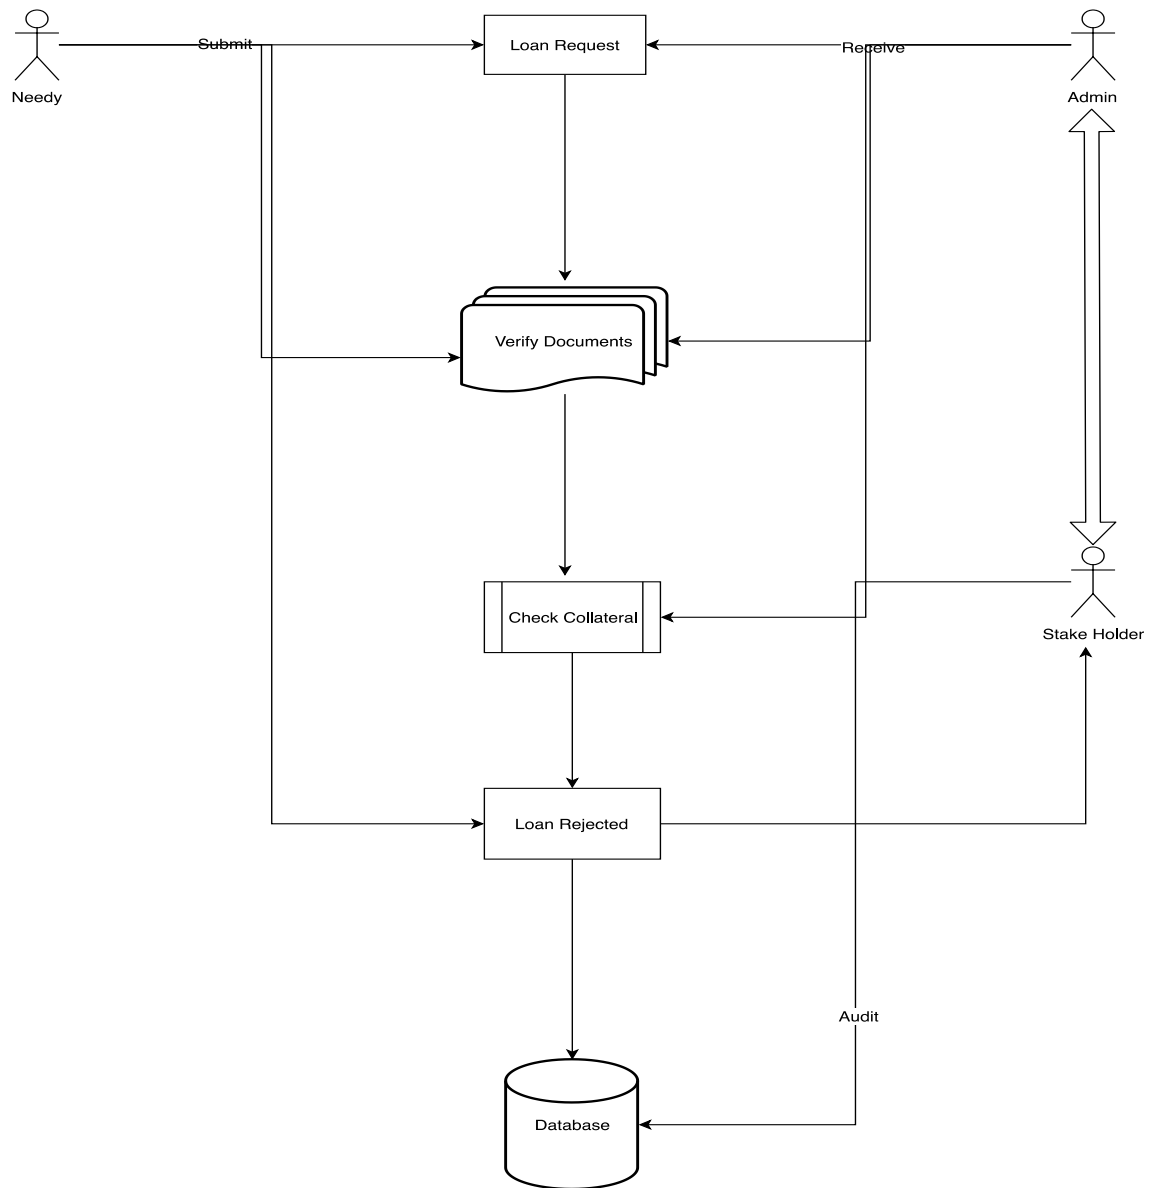 Submit
Loan Request
Receive
Needy
Admin
Verify Documents
Check Collateral
Stake Holder
Loan Rejected
Audit
Database